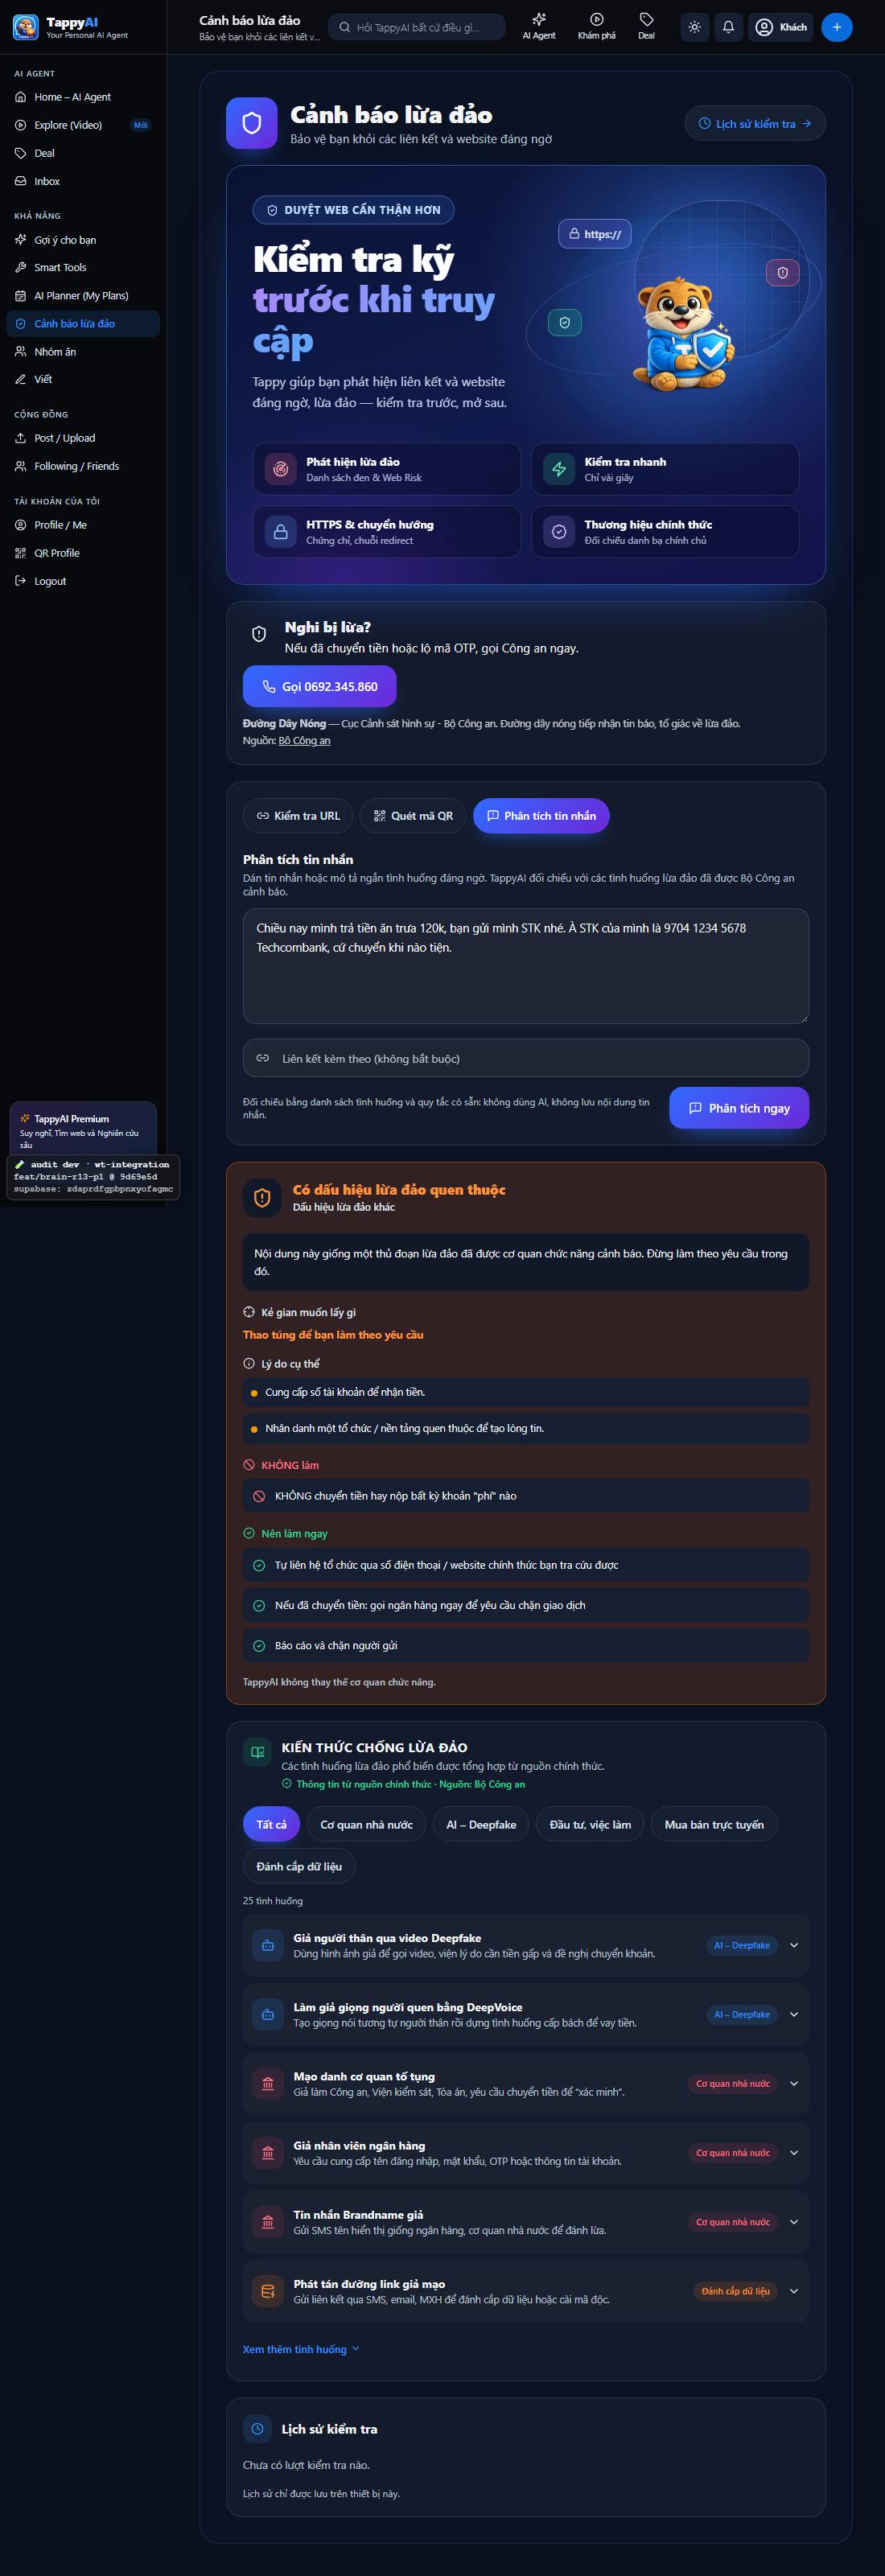 TappyAI
Your Personal AI Agent
Cảnh báo lừa đảo
Bảo vệ bạn khỏi các liên kết v...
Hỏi TappyAI bất cứ điều gì...
AI Agent
Khám phá
Deal
Khách
AI AGENT
Home – AI Agent
Explore (Video)
Mới
Deal
Inbox
KHẢ NĂNG
Gợi ý cho bạn
Smart Tools
AI Planner (My Plans)
Cảnh báo lừa đảo
Nhóm ăn
Viết
CỘNG ĐỒNG
Post / Upload
Following / Friends
TÀI KHOẢN CỦA TÔI
Profile / Me
QR Profile
Logout
TappyAI Premium
Suy nghĩ, Tìm web và Nghiên cứu
sâu
audit dev · wt-integration
feat/brain-r13-p1 @ 9d69e5d
supabase: zdaprdfgpbpnxyofagmc
Cảnh báo lừa đảo
Bảo vệ bạn khỏi các liên kết và website đáng ngờ
Lịch sử kiểm tra
DUYỆT WEB CẨN THẬN HƠN
Kiểm tra kỹ
trước khi truy
cập
https://
Tappy giúp bạn phát hiện liên kết và website
đáng ngờ, lừa đảo — kiểm tra trước, mở sau.
Phát hiện lừa đảo
Danh sách đen & Web Risk
Kiểm tra nhanh
Chỉ vài giây
HTTPS & chuyển hướng
Chứng chỉ, chuỗi redirect
Thương hiệu chính thức
Đối chiếu danh bạ chính chủ
Nghi bị lừa?
Nếu đã chuyển tiền hoặc lộ mã OTP, gọi Công an ngay.
Gọi 0692.345.860
Đường Dây Nóng — Cục Cảnh sát hình sự - Bộ Công an. Đường dây nóng tiếp nhận tin báo, tố giác về lừa đảo.
Nguồn: Bộ Công an
Kiểm tra URL
Quét mã QR
Phân tích tin nhắn
Phân tích tin nhắn
Dán tin nhắn hoặc mô tả ngắn tình huống đáng ngờ. TappyAI đối chiếu với các tình huống lừa đảo đã được Bộ Công an
cảnh báo.
Chiều nay mình trả tiền ăn trưa 120k, bạn gửi mình STK nhé. À STK của mình là 9704 1234 5678
Techcombank, cứ chuyển khi nào tiện.
Liên kết kèm theo (không bắt buộc)
Đối chiếu bằng danh sách tình huống và quy tắc có sẵn: không dùng AI, không lưu nội dung tin
nhắn.
Phân tích ngay
Có dấu hiệu lừa đảo quen thuộc
Dấu hiệu lừa đảo khác
Nội dung này giống một thủ đoạn lừa đảo đã được cơ quan chức năng cảnh báo. Đừng làm theo yêu cầu trong
đó.
Kẻ gian muốn lấy gì
Thao túng để bạn làm theo yêu cầu
Lý do cụ thể
Cung cấp số tài khoản để nhận tiền.
Nhân danh một tổ chức / nền tảng quen thuộc để tạo lòng tin.
KHÔNG làm
KHÔNG chuyển tiền hay nộp bất kỳ khoản "phí" nào
Nên làm ngay
Tự liên hệ tổ chức qua số điện thoại / website chính thức bạn tra cứu được
Nếu đã chuyển tiền: gọi ngân hàng ngay để yêu cầu chặn giao dịch
Báo cáo và chặn người gửi
TappyAI không thay thế cơ quan chức năng.
KIẾN THỨC CHỐNG LỪA ĐẢO
Các tình huống lừa đảo phổ biến được tổng hợp từ nguồn chính thức.
Thông tin từ nguồn chính thức · Nguồn: Bộ Công an
Tất cả
Cơ quan nhà nước
AI – Deepfake
Đầu tư, việc làm
Mua bán trực tuyến
Đánh cắp dữ liệu
25 tình huống
Giả người thân qua video Deepfake
Dùng hình ảnh giả để gọi video, viện lý do cần tiền gấp và đề nghị chuyển khoản.
AI – Deepfake
Làm giả giọng người quen bằng DeepVoice
Tạo giọng nói tương tự người thân rồi dựng tình huống cấp bách để vay tiền.
AI – Deepfake
Mạo danh cơ quan tố tụng
Giả làm Công an, Viện kiểm sát, Tòa án, yêu cầu chuyển tiền để “xác minh”.
Cơ quan nhà nước
Giả nhân viên ngân hàng
Yêu cầu cung cấp tên đăng nhập, mật khẩu, OTP hoặc thông tin tài khoản.
Cơ quan nhà nước
Tin nhắn Brandname giả
Gửi SMS tên hiển thị giống ngân hàng, cơ quan nhà nước để đánh lừa.
Cơ quan nhà nước
Phát tán đường link giả mạo
Gửi liên kết qua SMS, email, MXH để đánh cắp dữ liệu hoặc cài mã độc.
Đánh cắp dữ liệu
Xem thêm tình huống
Lịch sử kiểm tra
Chưa có lượt kiểm tra nào.
Lịch sử chỉ được lưu trên thiết bị này.